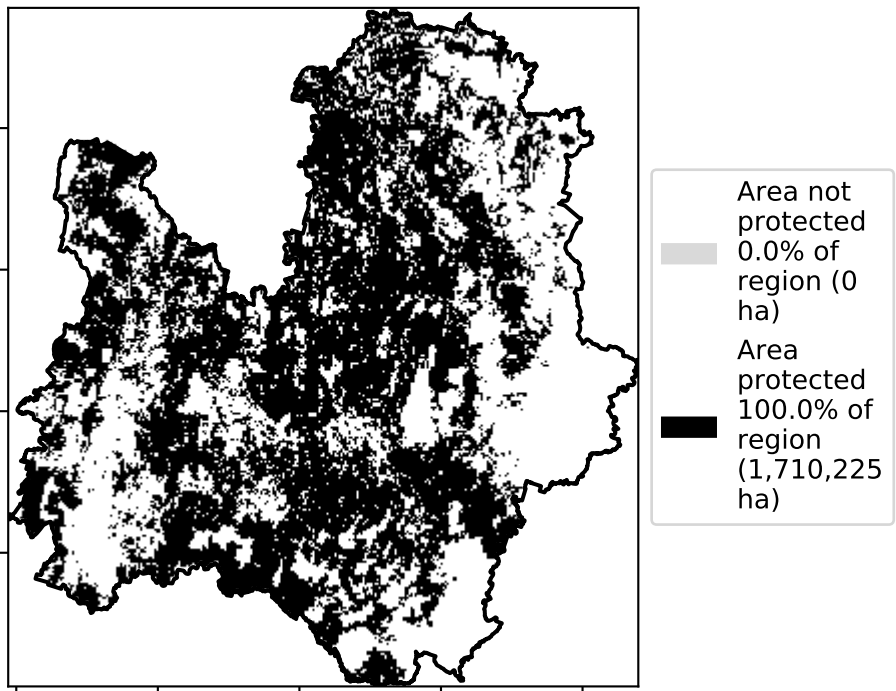 Area not
protected
0.0% of
region (0
ha)
Area
protected
100.0% of
region
(1,710,225
ha)